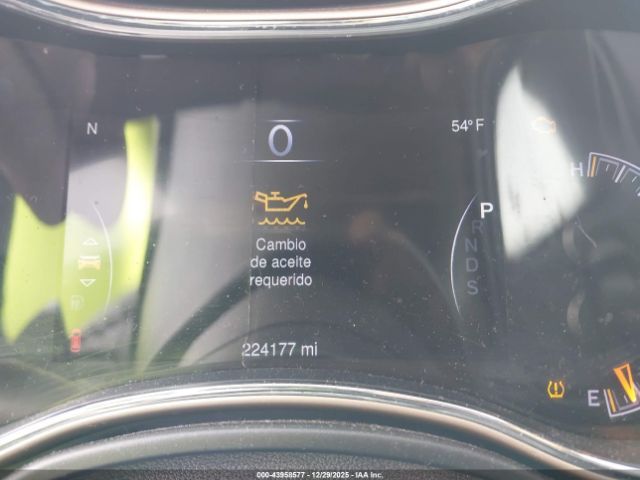 N
0
54° F
H
P
R
N
D
S
Cambio
de aceite
requerido
224177 mi
E
000-43958577 - 12/29/2025 - IAA Inc.